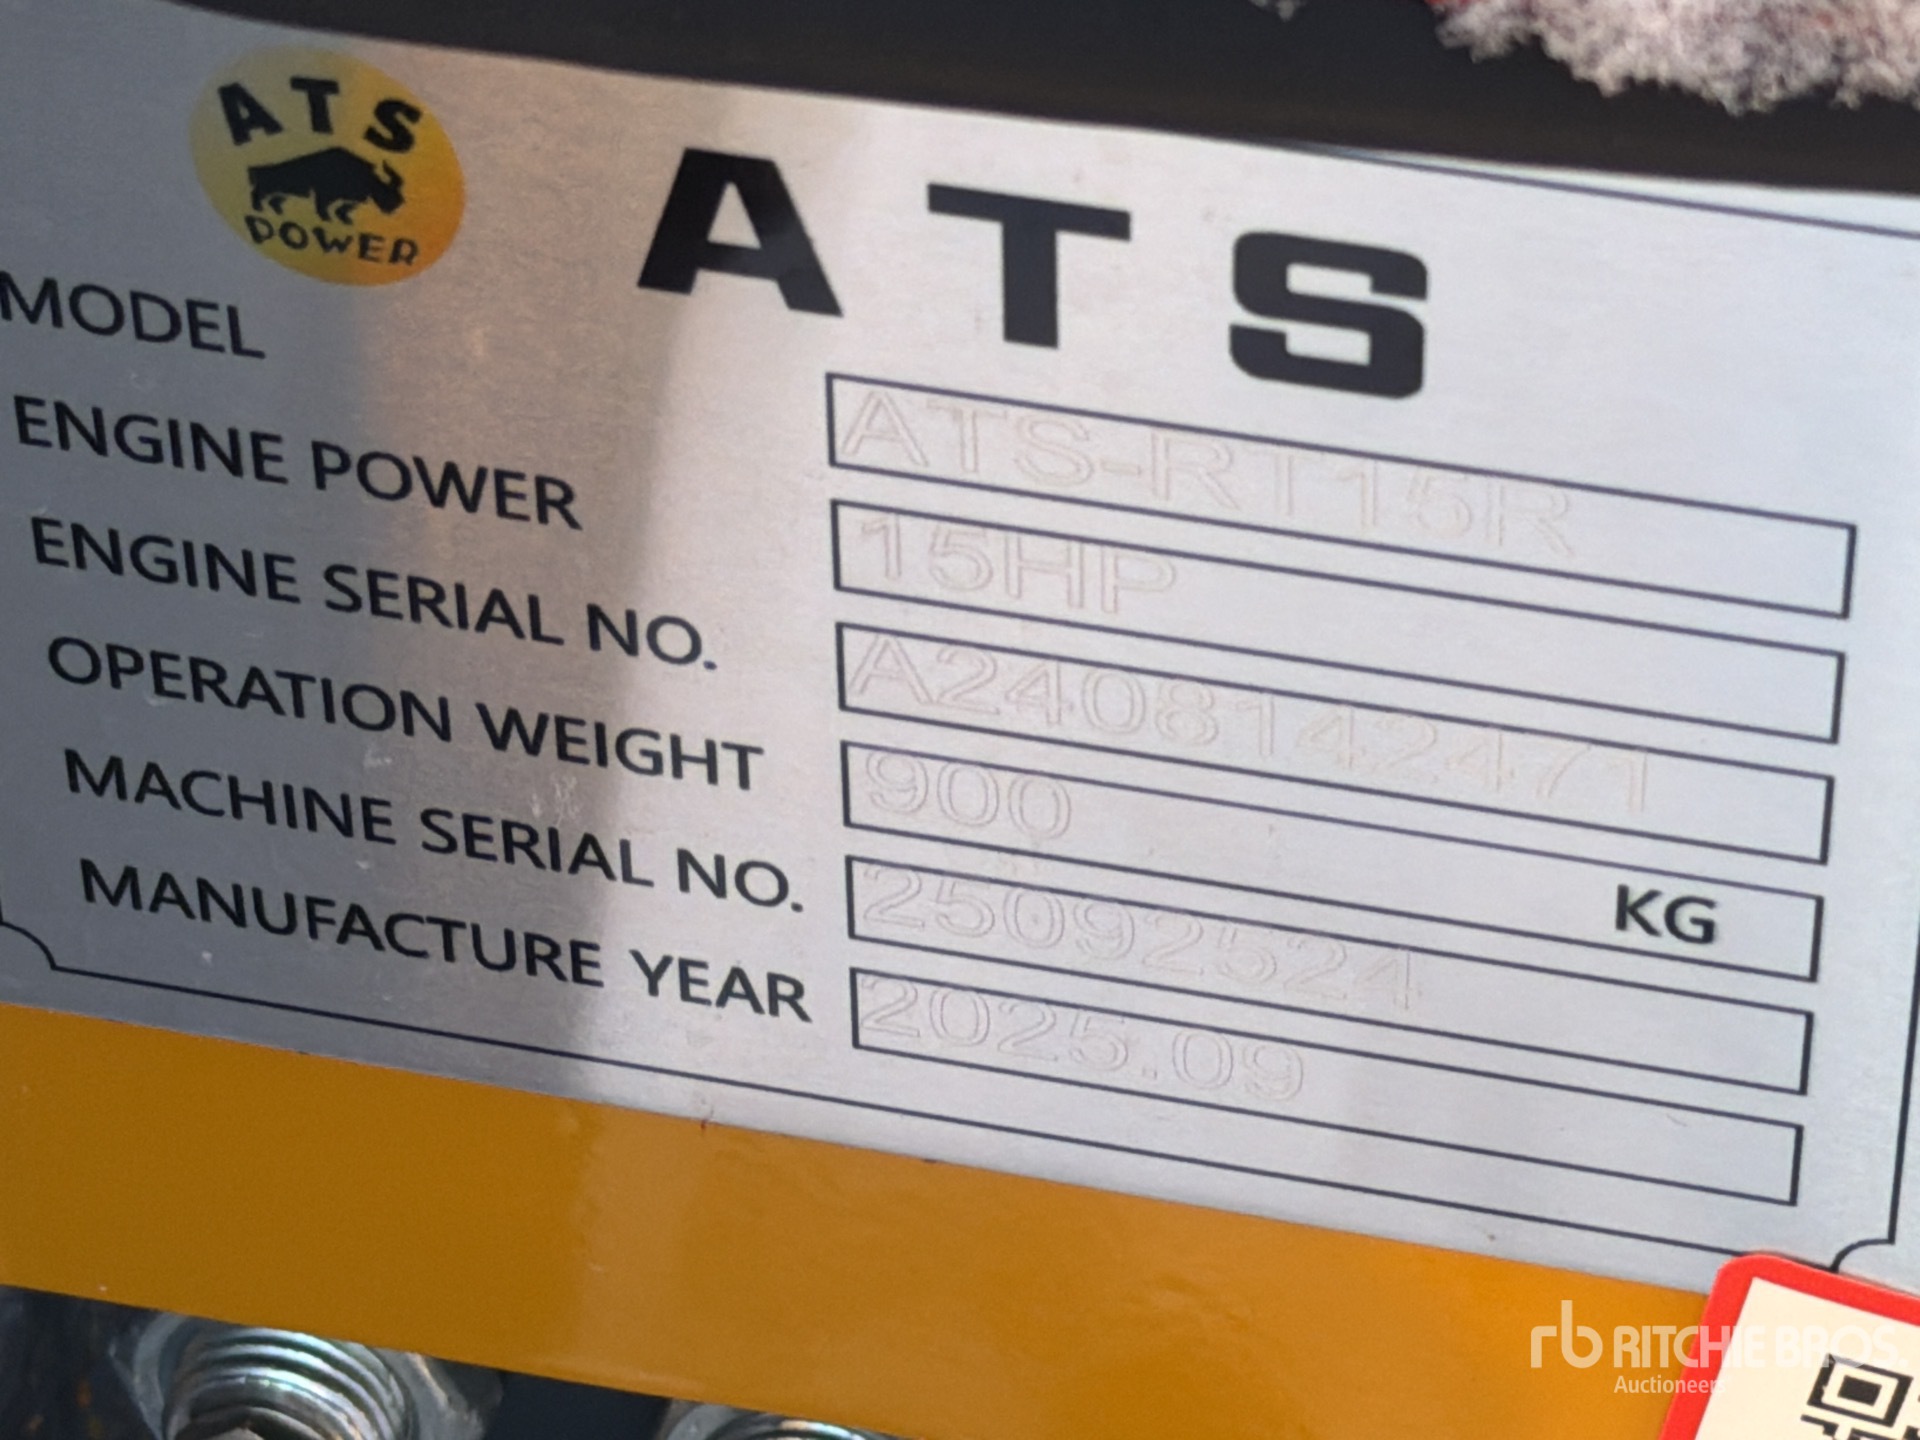 ATS
POWER
ATS
MODEL ATS-RT15R
ENGINE POWER 15HP
ENGINE SERIAL NO. A2408142471
OPERATION WEIGHT 900 KG
MACHINE SERIAL NO. 25092524
MANUFACTURE YEAR 2025.09
rb RITCHIE BROS.
Auctioneers